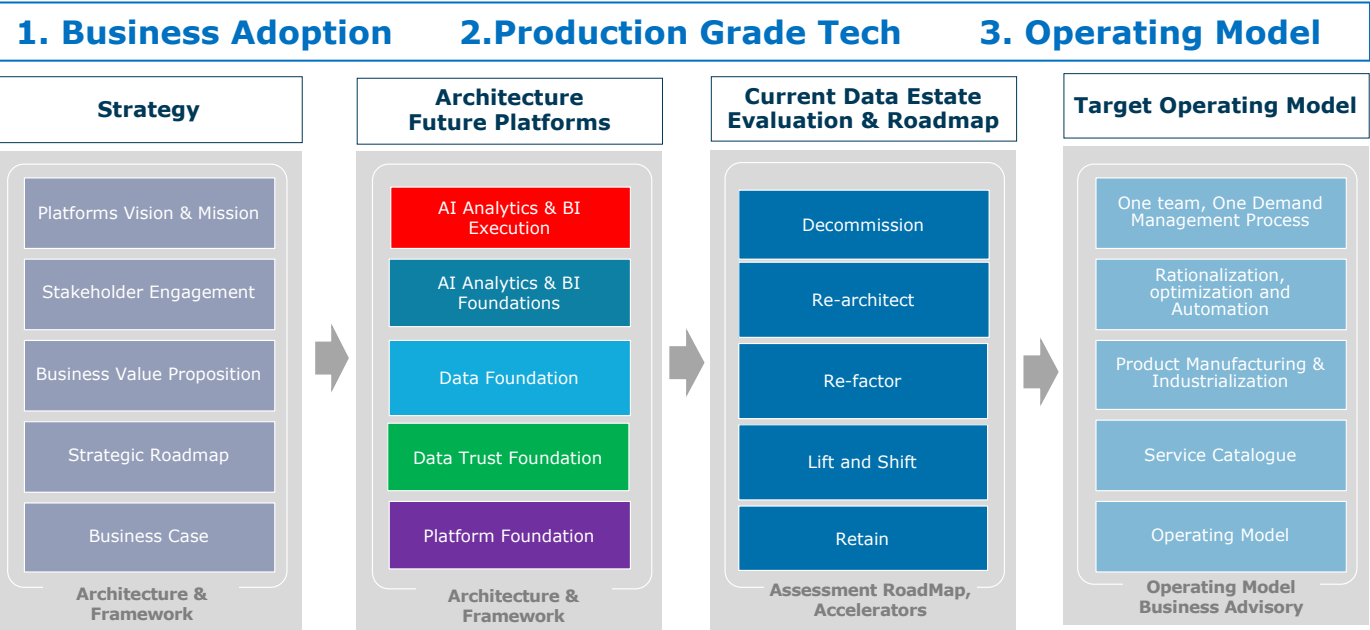 1. Business Adoption 2.Production Grade Tech 3. Operating Model
Strategy
Platforms Vision & Mission
Stakeholder Engagement
Business Value Proposition
Strategic Roadmap
Business Case
Architecture &
Framework
Architecture
Future Platforms
AI Analytics & BI
Execution
AI Analytics & BI
Foundations
Data Foundation
Data Trust Foundation
Platform Foundation
Architecture &
Framework
Current Data Estate
Evaluation & Roadmap
Decommission
Re-architect
Re-factor
Lift and Shift
Retain
Assessment RoadMap,
Accelerators
Target Operating Model
One team, One Demand
Management Process
Rationalization,
optimization and
Automation
Product Manufacturing &
Industrialization
Service Catalogue
Operating Model
Operating Model
Business Advisory